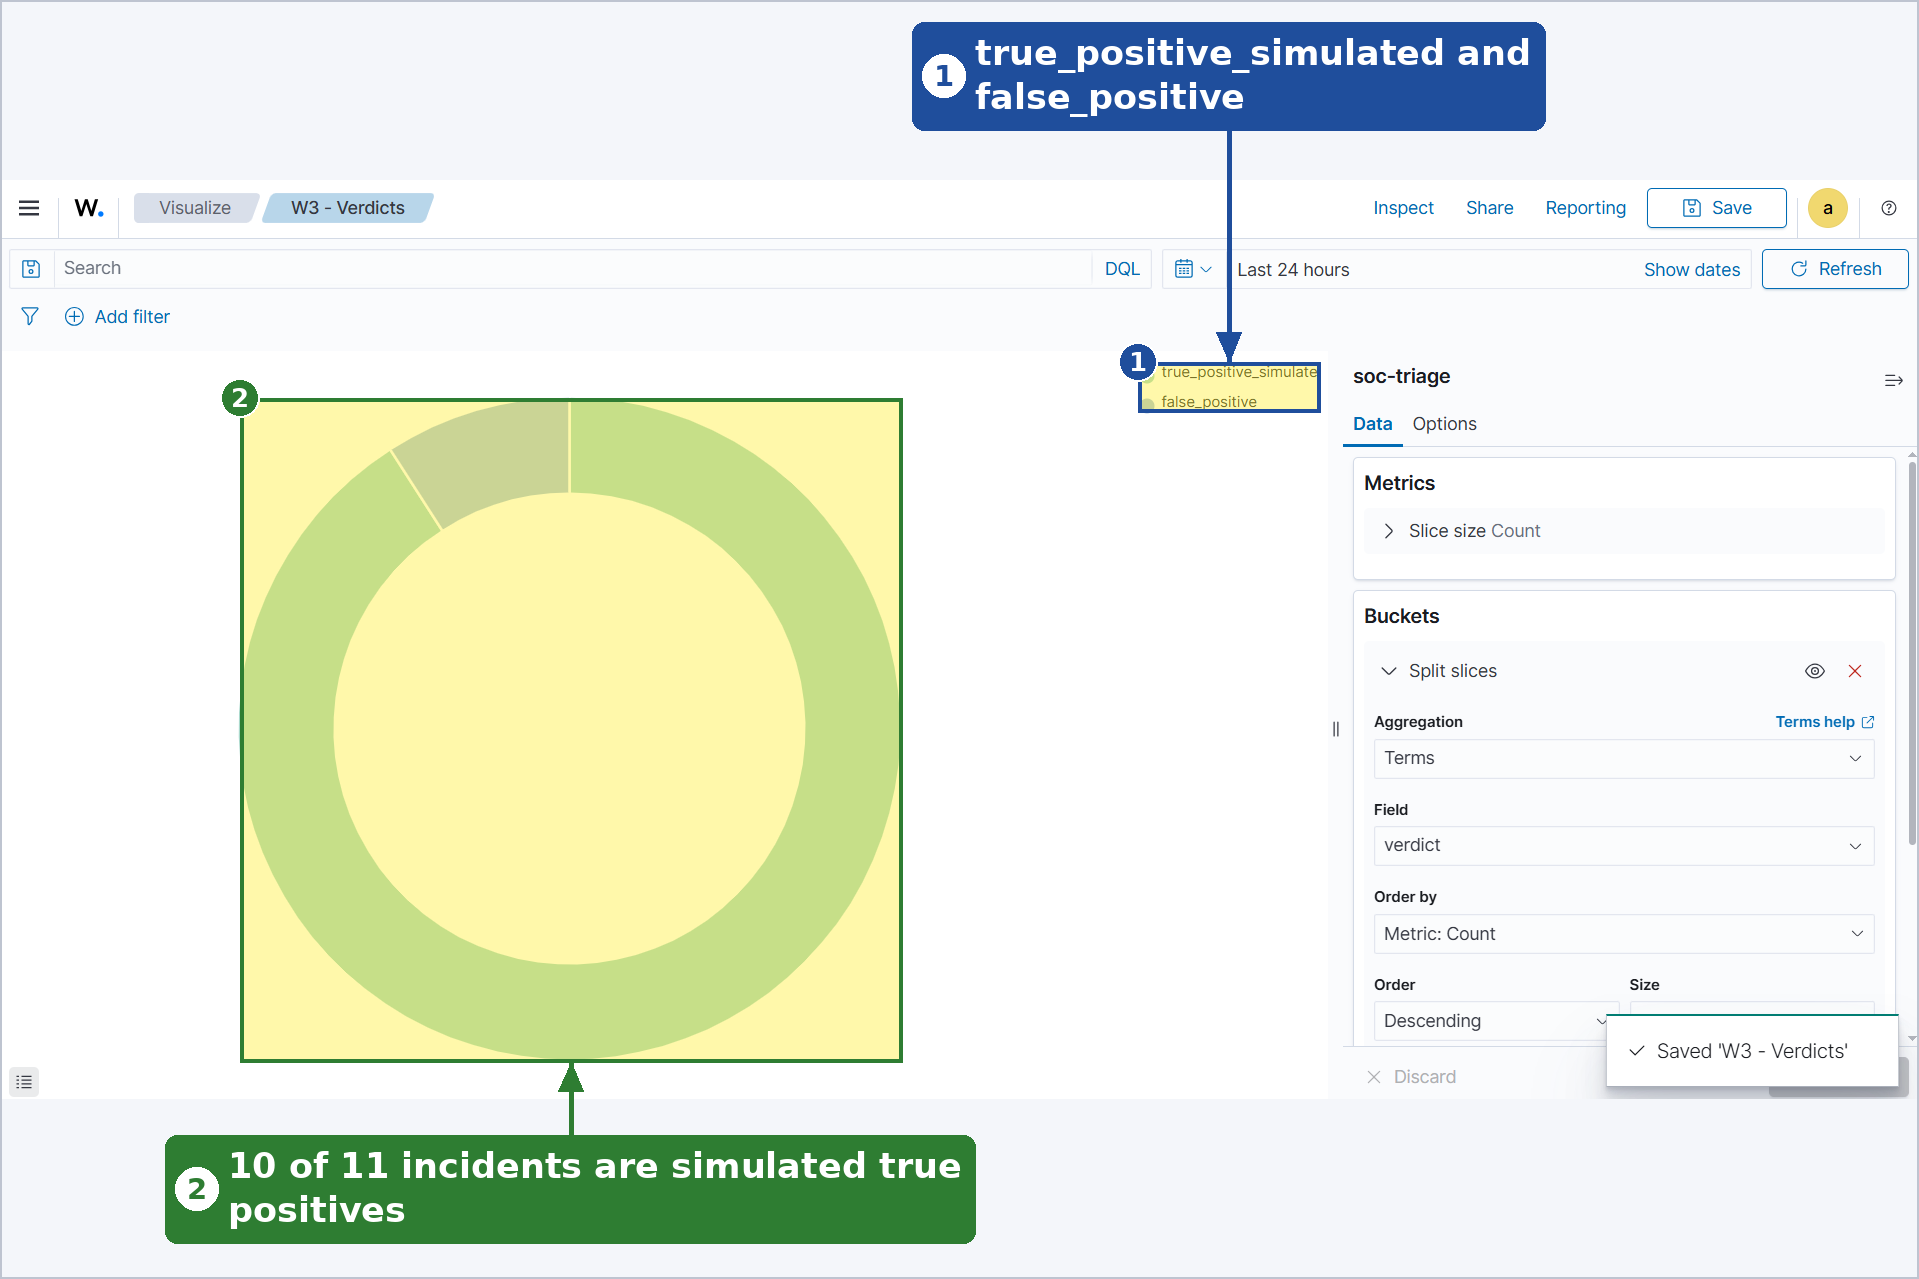 1 true_positive_simulated and
false_positive
W.
Visualize
W3 - Verdicts
Inspect
Share
Reporting
Save
a
Search
DQL
Last 24 hours
Show dates
Refresh
Add filter
1
true_positive_simulate
false_positive
2
soc-triage
Data
Options
Metrics
Slice size Count
Buckets
Split slices
Aggregation
Terms help
Terms
Field
verdict
Order by
Metric: Count
Order
Size
Descending
Saved 'W3 - Verdicts'
Discard
2 10 of 11 incidents are simulated true
positives